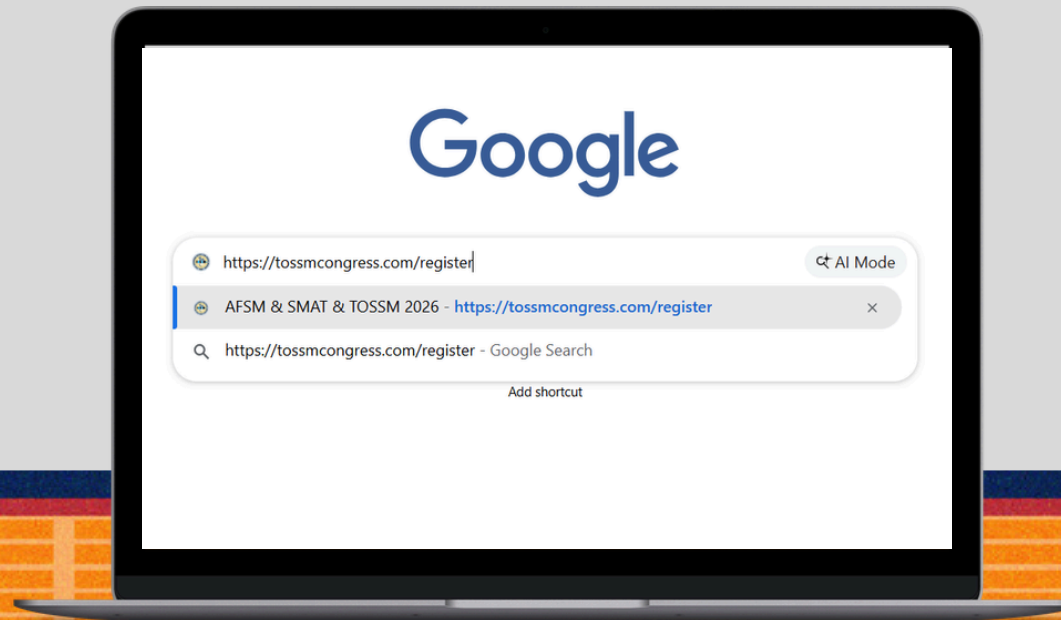 Google
https://tossmcongress.com/register AI Mode
AFSM & SMAT & TOSSM 2026 - https://tossmcongress.com/register
https://tossmcongress.com/register - Google Search
Add shortcut